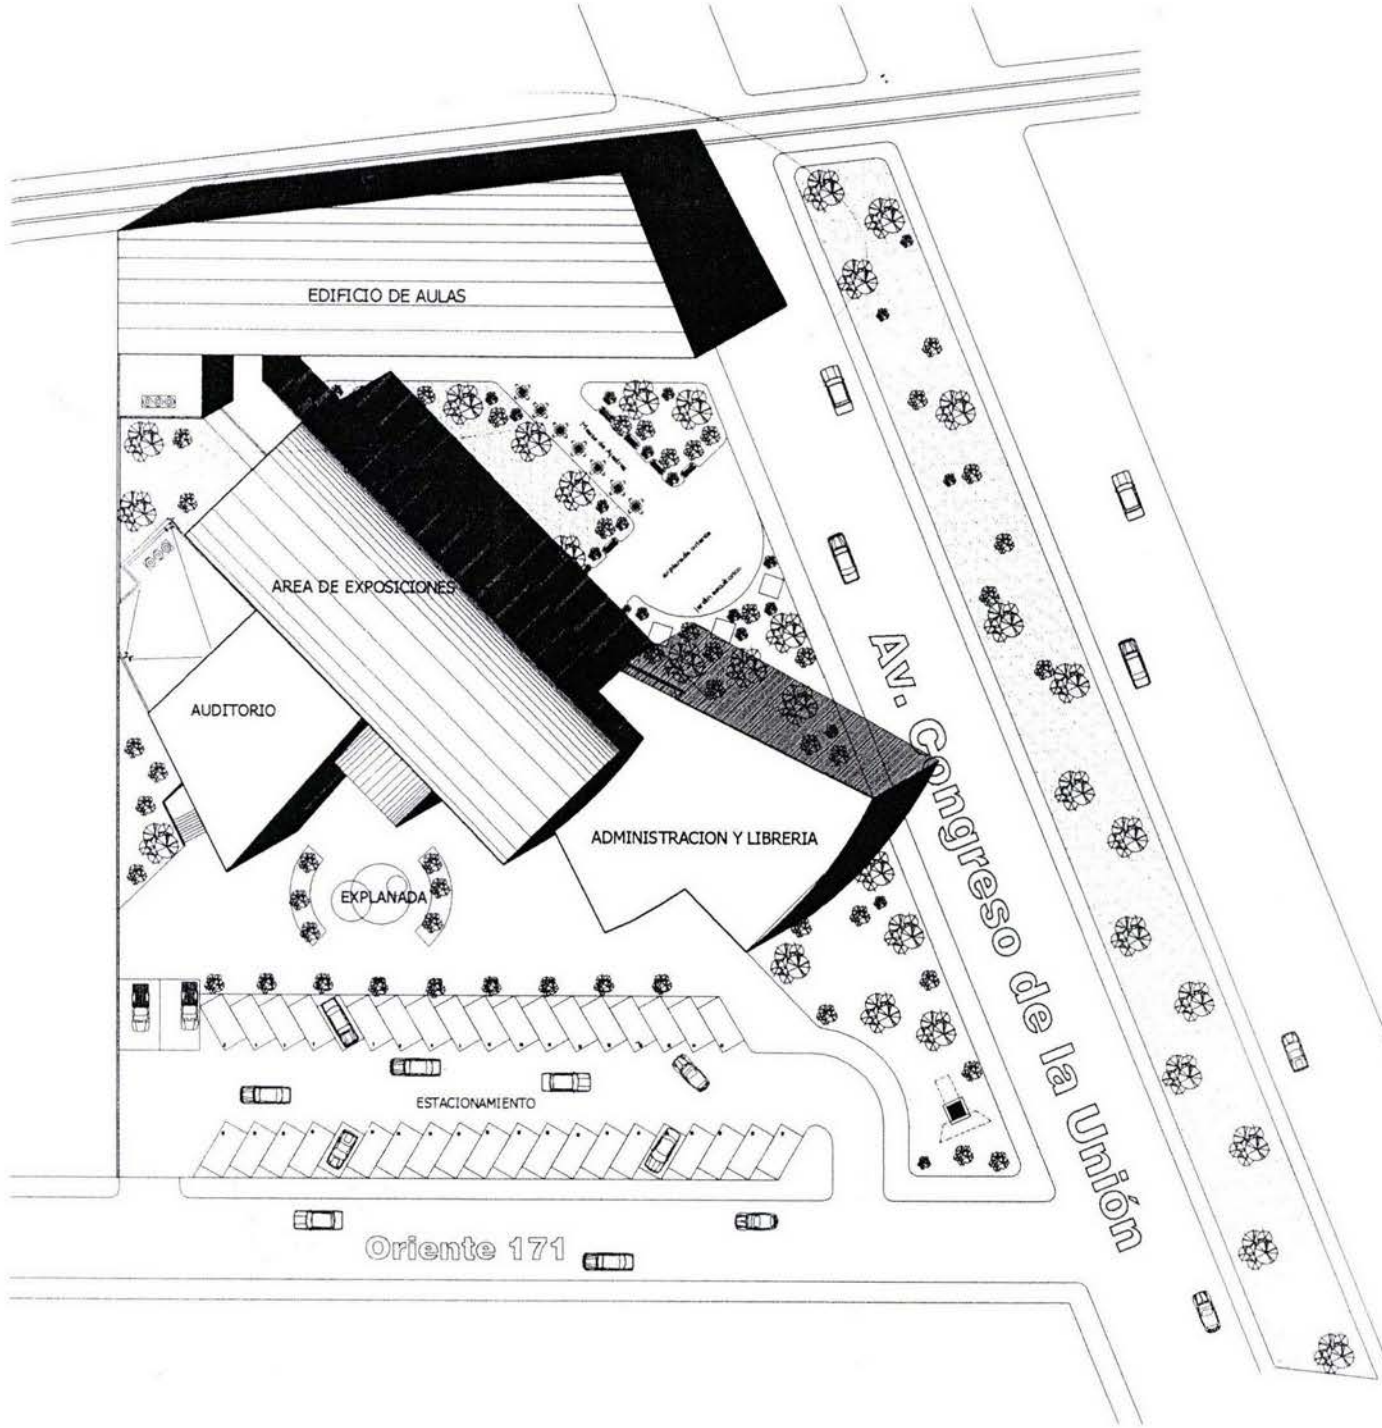 EDIFICIO DE AULAS
AREA DE EXPOSICIONES
AUDITORIO
ADMINISTRACION Y LIBRERIA
EXPLANADA
ESTACIONAMIENTO
Oriente 171
Av. Congreso de la Unión